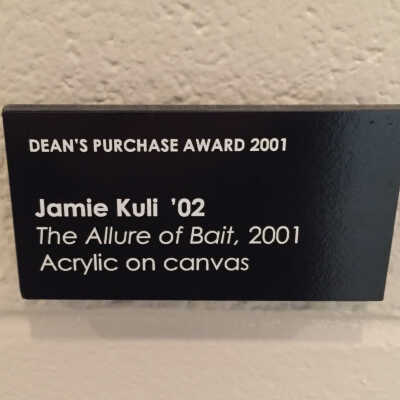 DEAN'S PURCHASE AWARD 2001
Jamie Kuli '02
The Allure of Bait, 2001
Acrylic on canvas